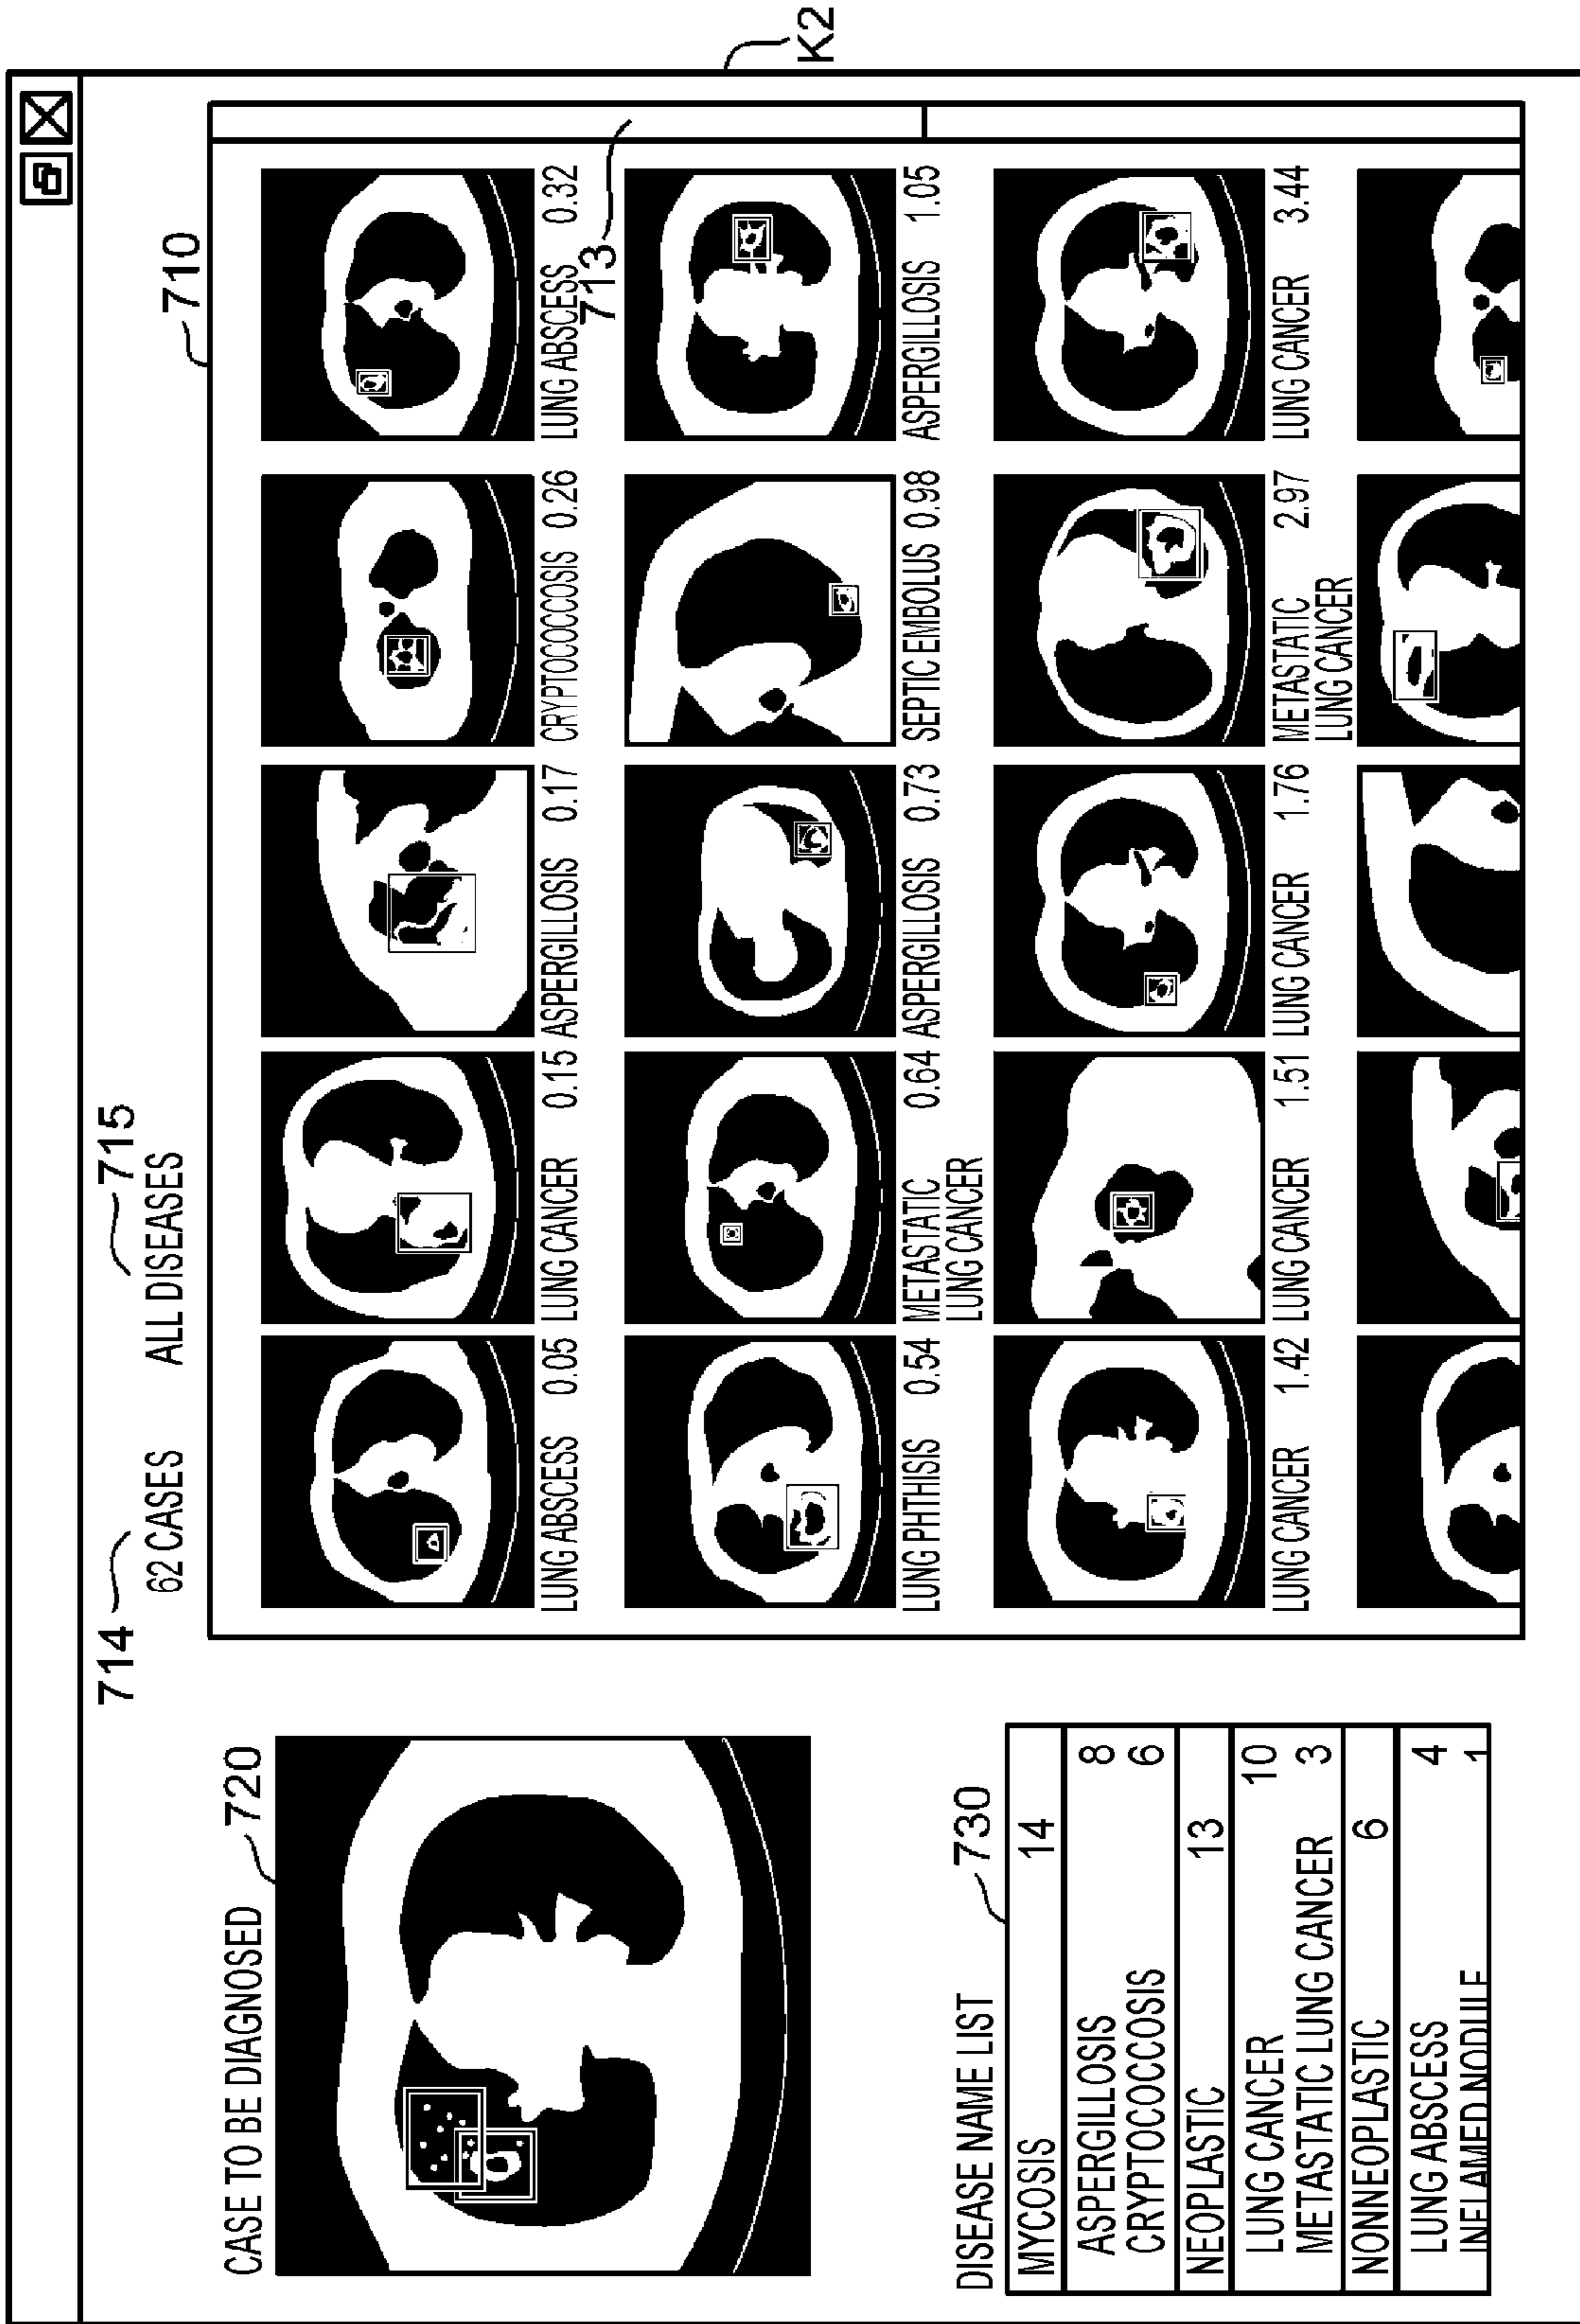 K2
714
715
62 CASES
ALL DISEASES
710
713
CASE TO BE DIAGNOSED
720
LUNG ABSCESS 0.05
LUNG CANCER 0.15
ASPERGILLOSIS 0.17
CRYPTOCOCCOSIS 0.26
LUNG ABSCESS 0.32
LUNG PHTHISIS 0.54
METASTATIC 0.64
LUNG CANCER
ASPERGILLOSIS 0.73
SEPTIC EMBOLUS 0.98
ASPERGILLOSIS 1.05
LUNG CANCER 1.42
LUNG CANCER 1.51
LUNG CANCER 1.76
METASTATIC 2.97
LUNG CANCER
LUNG CANCER 3.44
DISEASE NAME LIST
730
MYCOSIS 14
ASPERGILLOSIS 8
CRYPTOCOCCOSIS 6
NEOPLASTIC 13
LUNG CANCER 10
METASTATIC LUNG CANCER 3
NONNEOPLASTIC 6
LUNG ABSCESS 4
INFLAMED NODULE 1